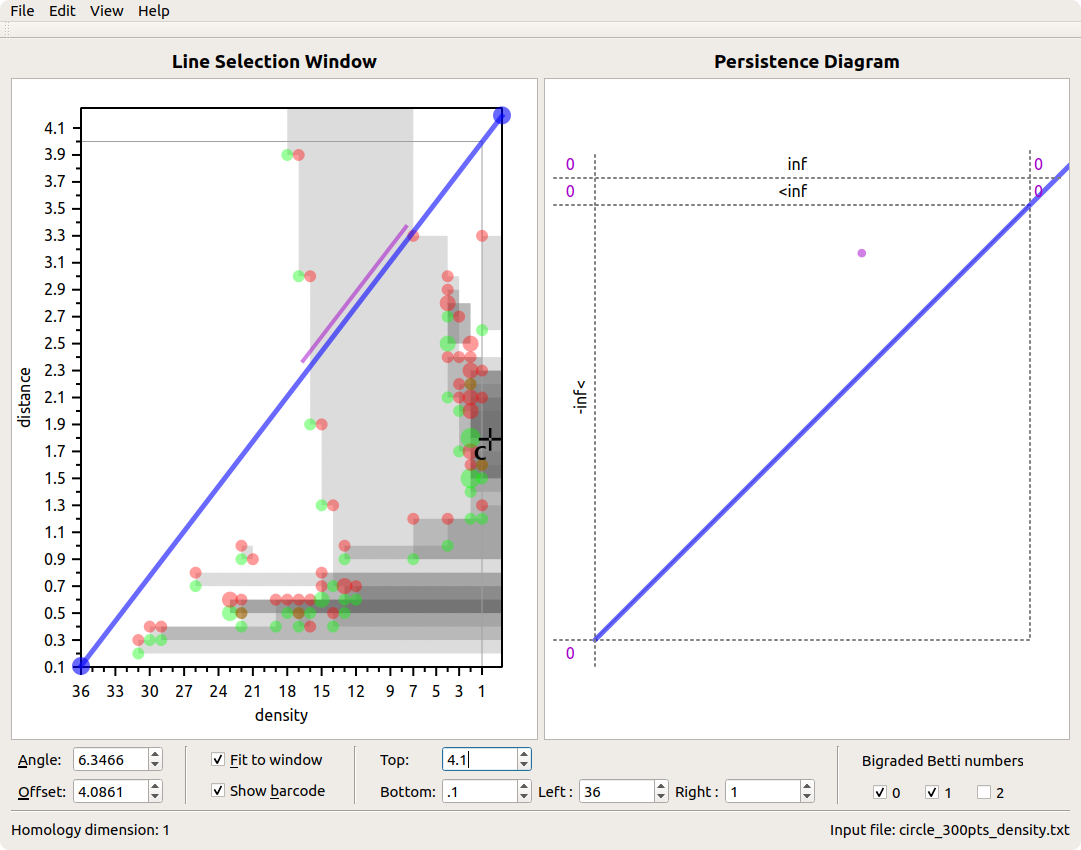 File Edit View Help
Line Selection Window
Persistence Diagram
4.1
3.9
3.7
3.5
3.3
3.1
2.9
2.7
2.5
2.3
2.1
1.9
1.7
1.5
1.3
1.1
0.9
0.7
0.5
0.3
0.1
distance
36 33 30 27 24 21 18 15 12 9 7 5 3 1
density
C
0 inf 0
0 <inf 0
-inf<
0
Angle: 6.3466
Fit to window
Top: 4.1
Bigraded Betti numbers
Offset: 4.0861
Show barcode
Bottom: .1 Left : 36 Right : 1
0 1 2
Homology dimension: 1
Input file: circle_300pts_density.txt